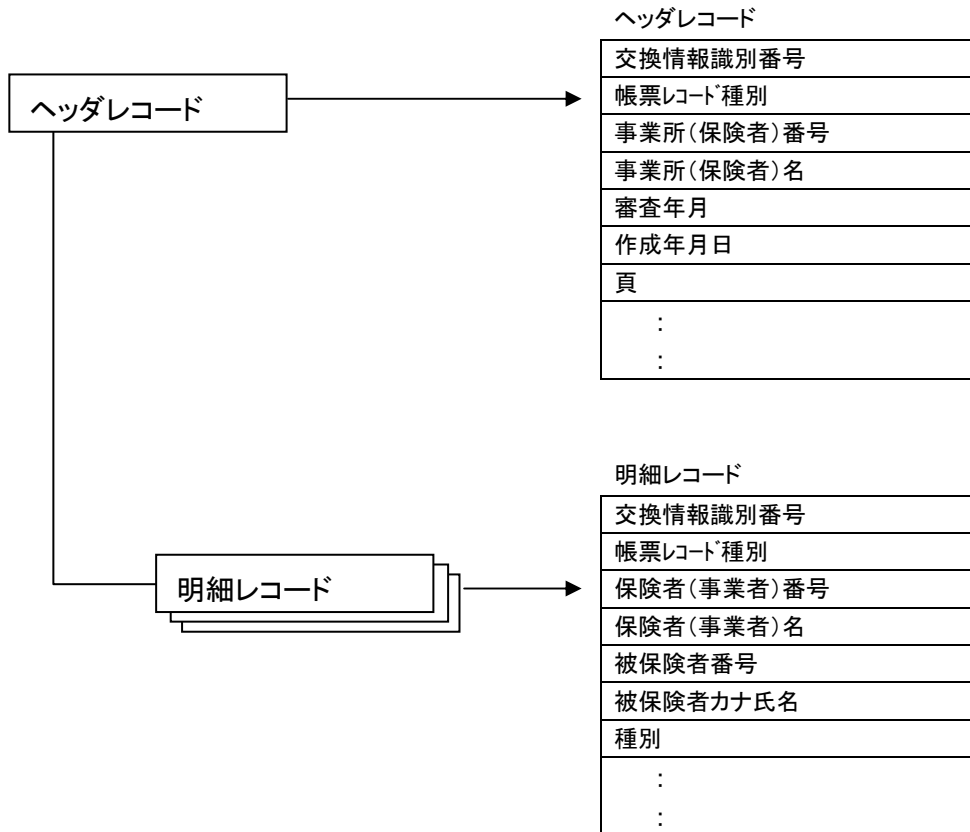 ヘッダレコード
交換情報識別番号
帳票ﾚｺｰﾄﾞ種別
事業所(保険者)番号
事業所(保険者)名
審査年月
作成年月日
頁
:
:
ヘッダレコード
明細レコード
交換情報識別番号
帳票ﾚｺｰﾄﾞ種別
保険者(事業者)番号
保険者(事業者)名
被保険者番号
被保険者カナ氏名
種別
:
:
明細レコード